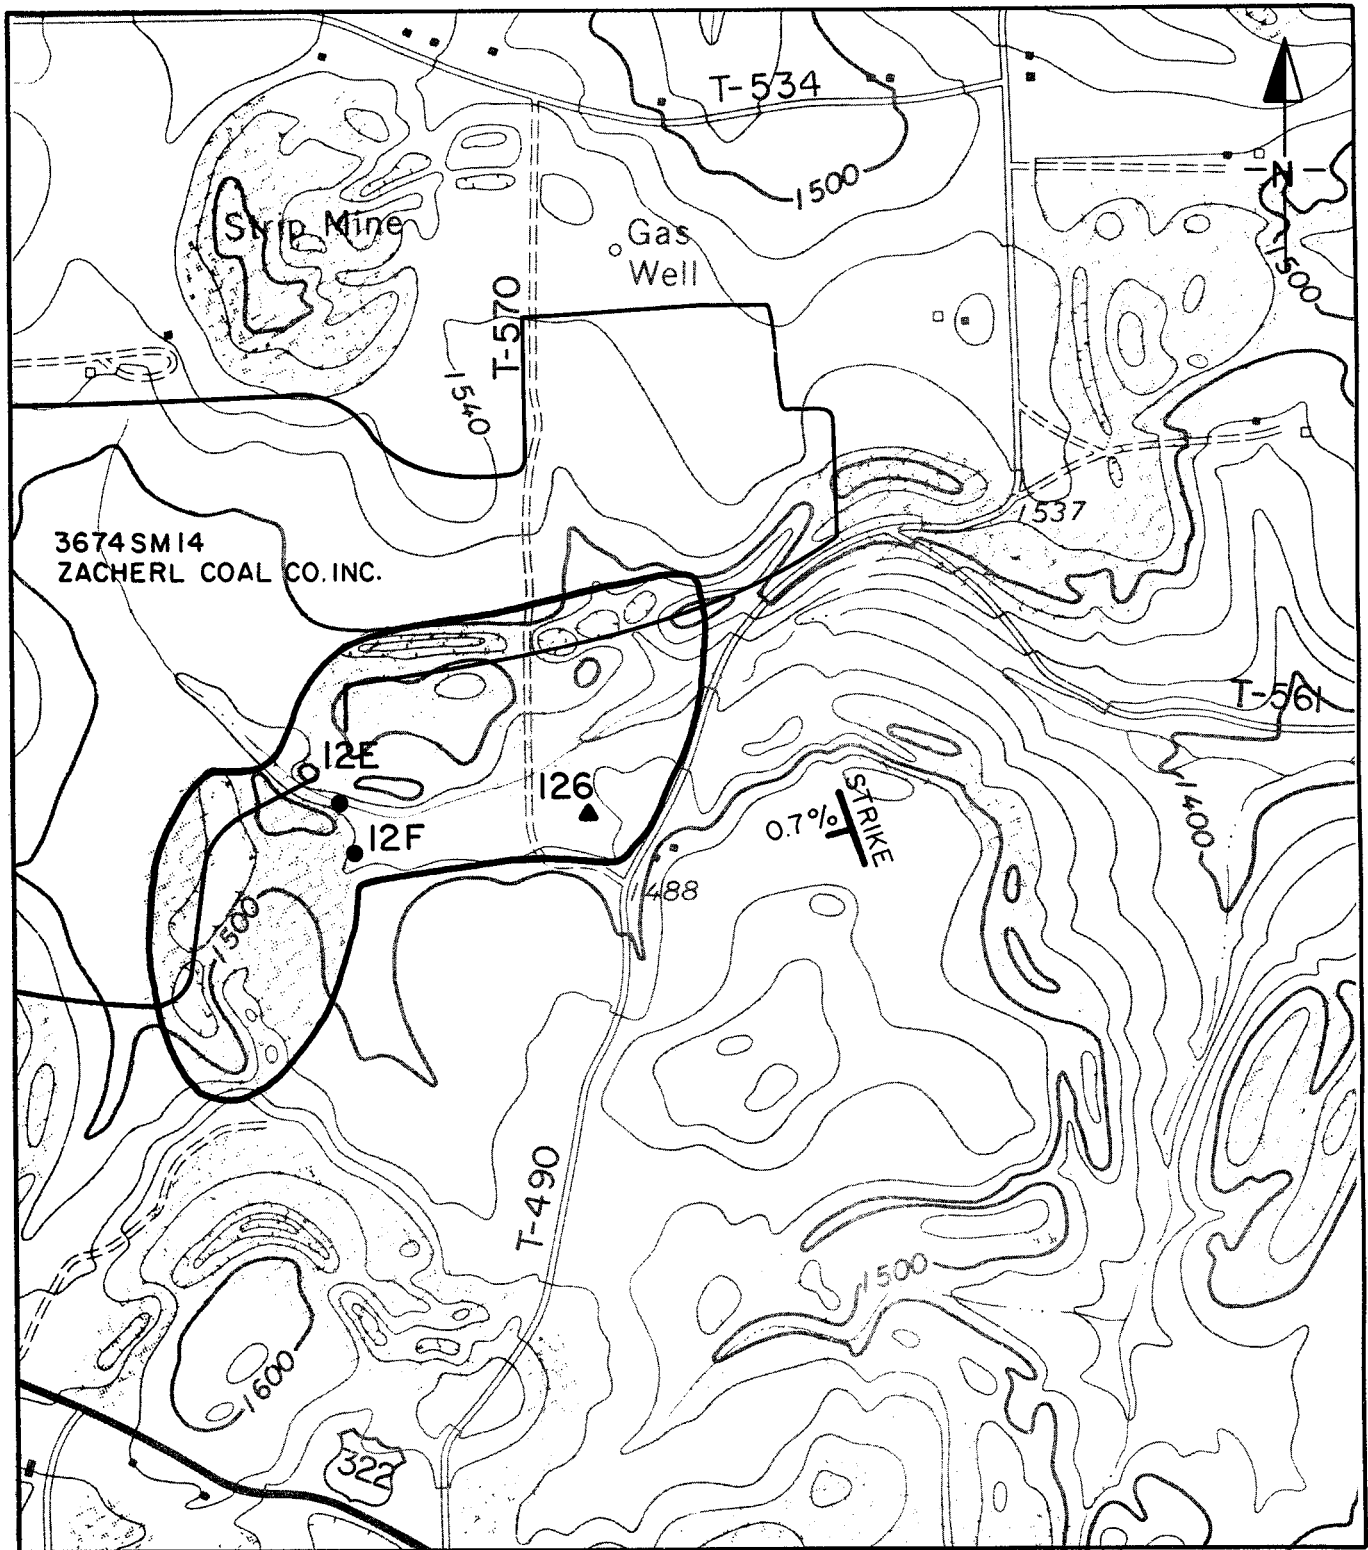 T-534
1500
N
Strip Mine
Gas
Well
1500
T-570
1540
1537
3674SM14
ZACHERL COAL CO. INC.
T-561
12E
126
STRIKE
0.7%
1400
12F
488
1500
T-490
1500
1600
322